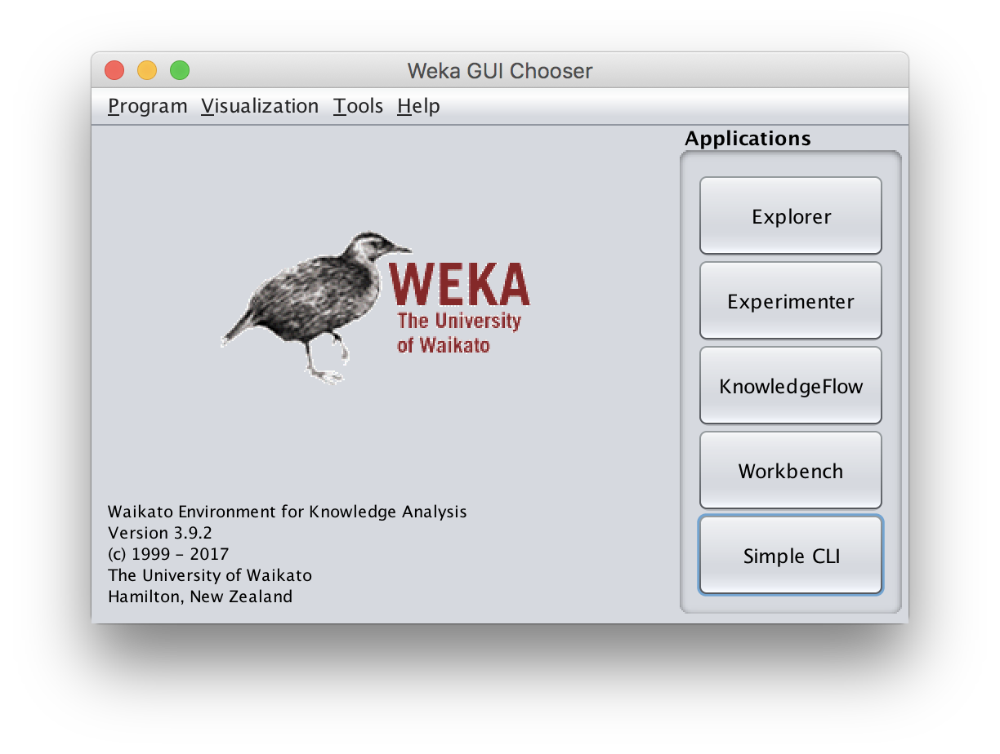 Weka GUI Chooser
Program Visualization Tools Help
Applications
Explorer
Experimenter
KnowledgeFlow
Workbench
Simple CLI
WEKA
The University
of Waikato
Waikato Environment for Knowledge Analysis
Version 3.9.2
(c) 1999 – 2017
The University of Waikato
Hamilton, New Zealand